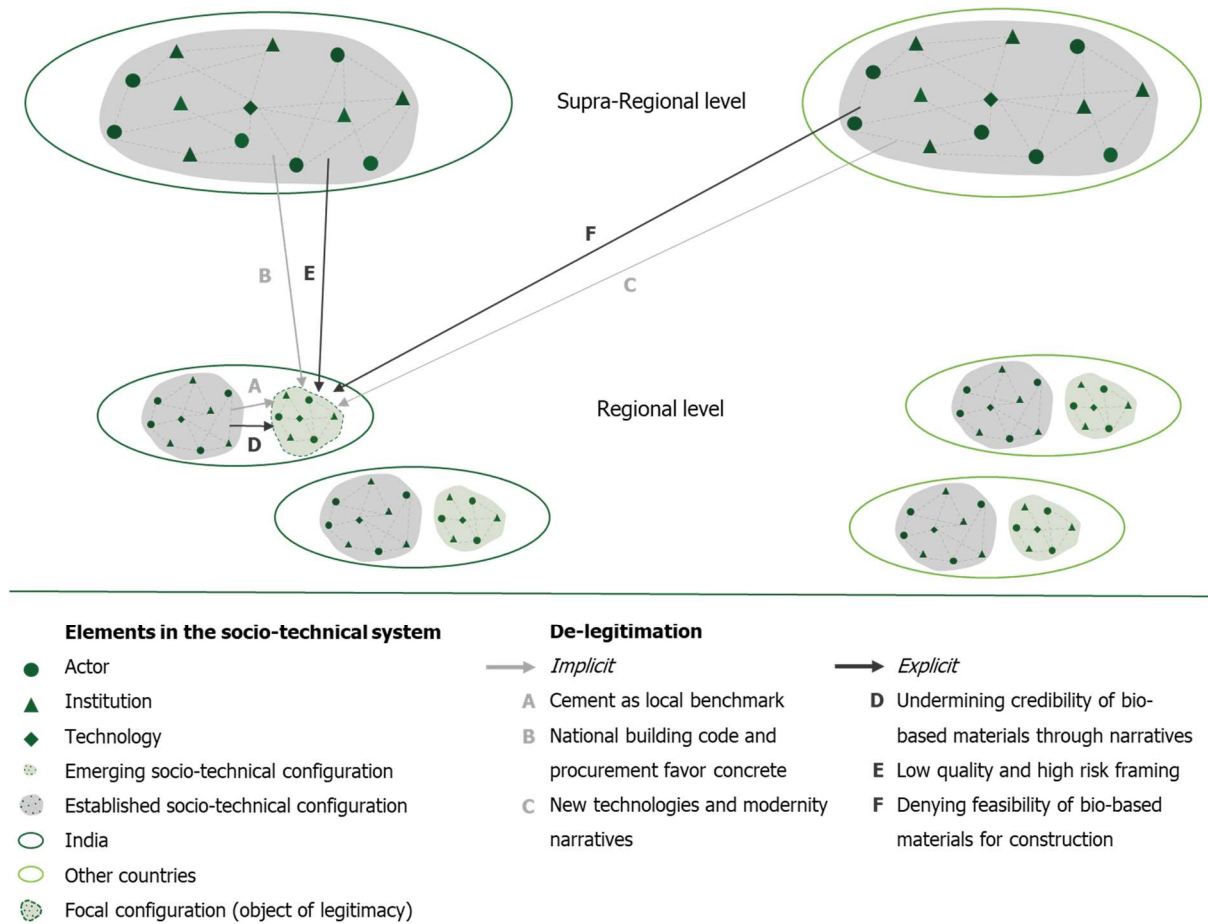 Supra-Regional level
F
B
E
C
A
Regional level
D
Elements in the socio-technical system
Actor
Institution
Technology
Emerging socio-technical configuration
Established socio-technical configuration
India
Other countries
Focal configuration (object of legitimacy)
De-legitimation
Implicit
A Cement as local benchmark
B National building code and
procurement favor concrete
C New technologies and modernity
narratives
Explicit
D Undermining credibility of bio-
based materials through narratives
E Low quality and high risk framing
F Denying feasibility of bio-based
materials for construction